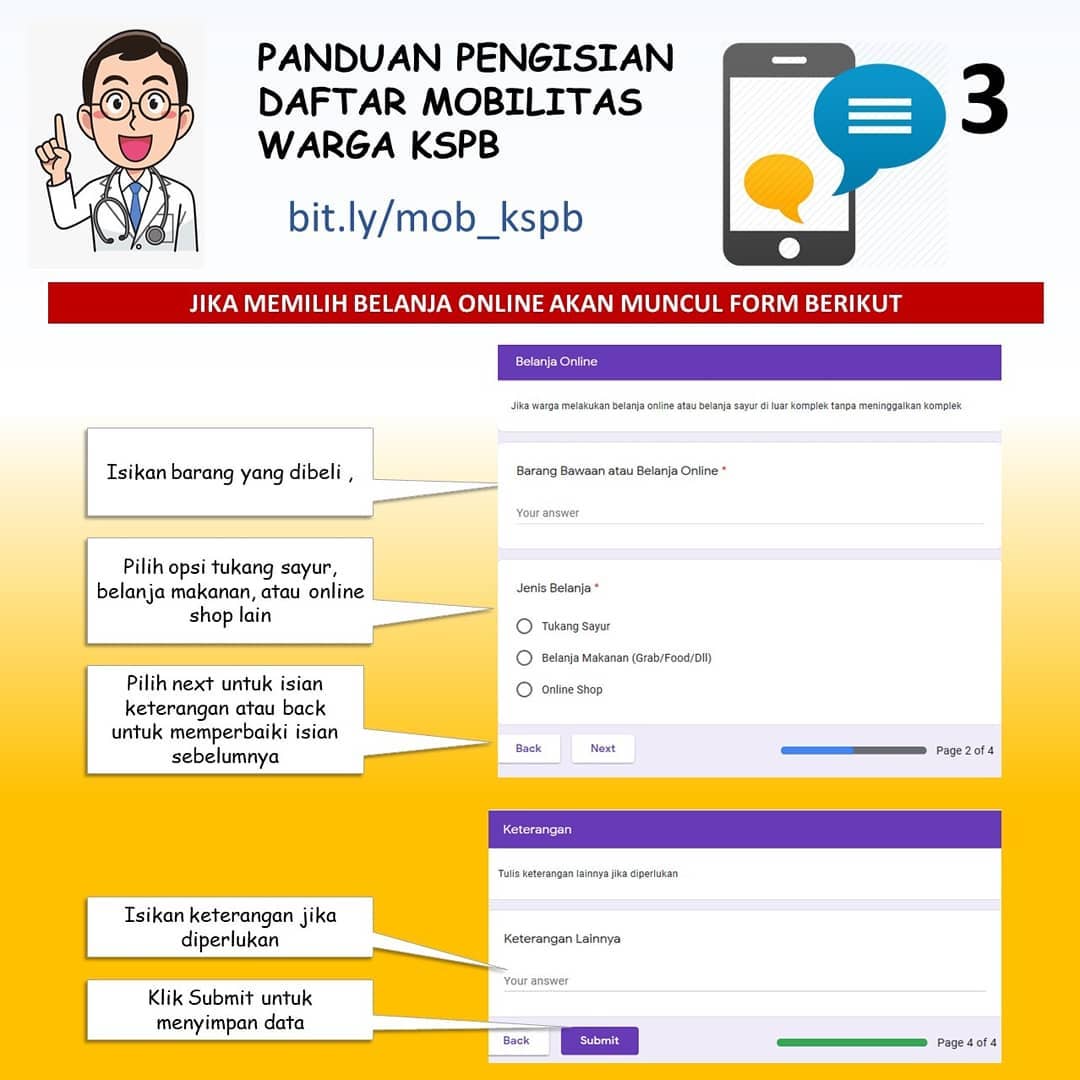 PANDUAN PENGISIAN
DAFTAR MOBILITAS
WARGA KSPB
bit.ly/mob_kspb
3
JIKA MEMILIH BELANJA ONLINE AKAN MUNCUL FORM BERIKUT
Belanja Online
Jika warga melakukan belanja online atau belanja sayur di luar komplek tanpa meninggalkan komplek
Isikan barang yang dibeli ,
Barang Bawaan atau Belanja Online *
Your answer
Pilih opsi tukang sayur,
belanja makanan, atau online
shop lain
Jenis Belanja *
Tukang Sayur
Belanja Makanan (Grab/Food/Dll)
Online Shop
Pilih next untuk isian
keterangan atau back
untuk memperbaiki isian
sebelumnya
Back
Next
Page 2 of 4
Keterangan
Tulis keterangan lainnya jika diperlukan
Isikan keterangan jika
diperlukan
Keterangan Lainnya
Your answer
Klik Submit untuk
menyimpan data
Back
Submit
Page 4 of 4